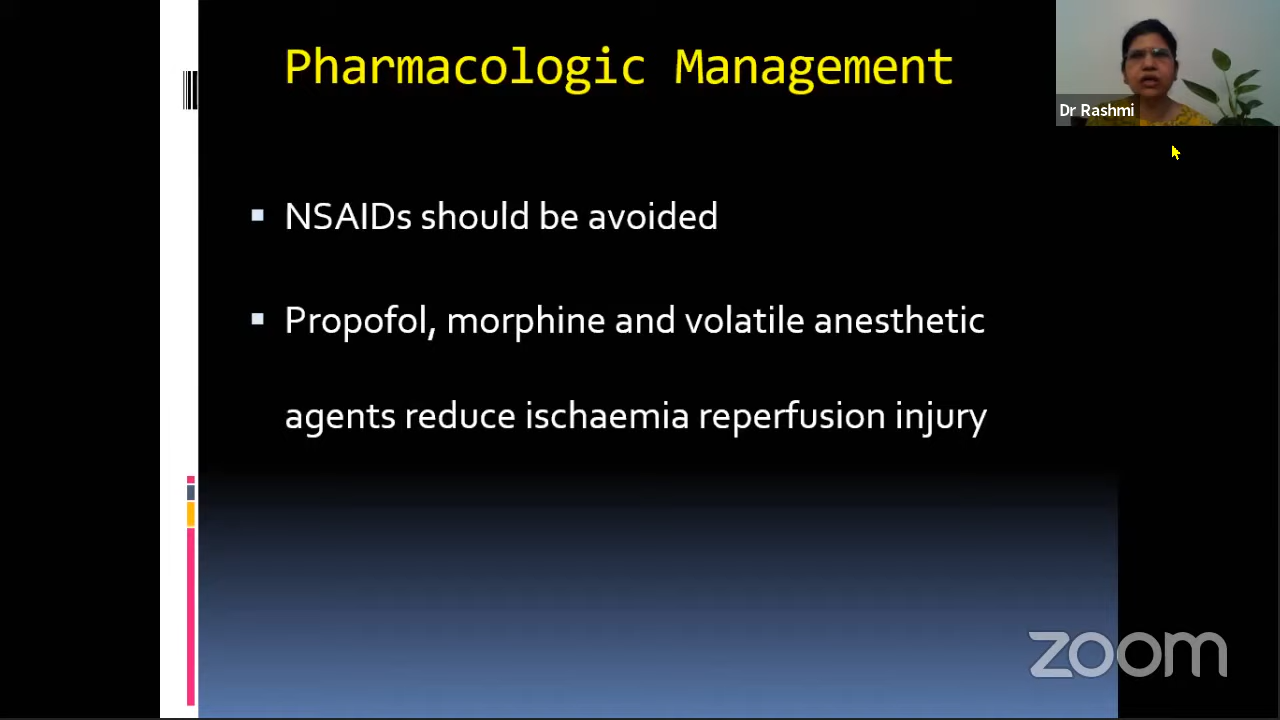 Pharmacologic Management
Dr Rashmi
NSAIDs should be avoided
Propofol, morphine and volatile anesthetic
agents reduce ischaemia reperfusion injury
zoom